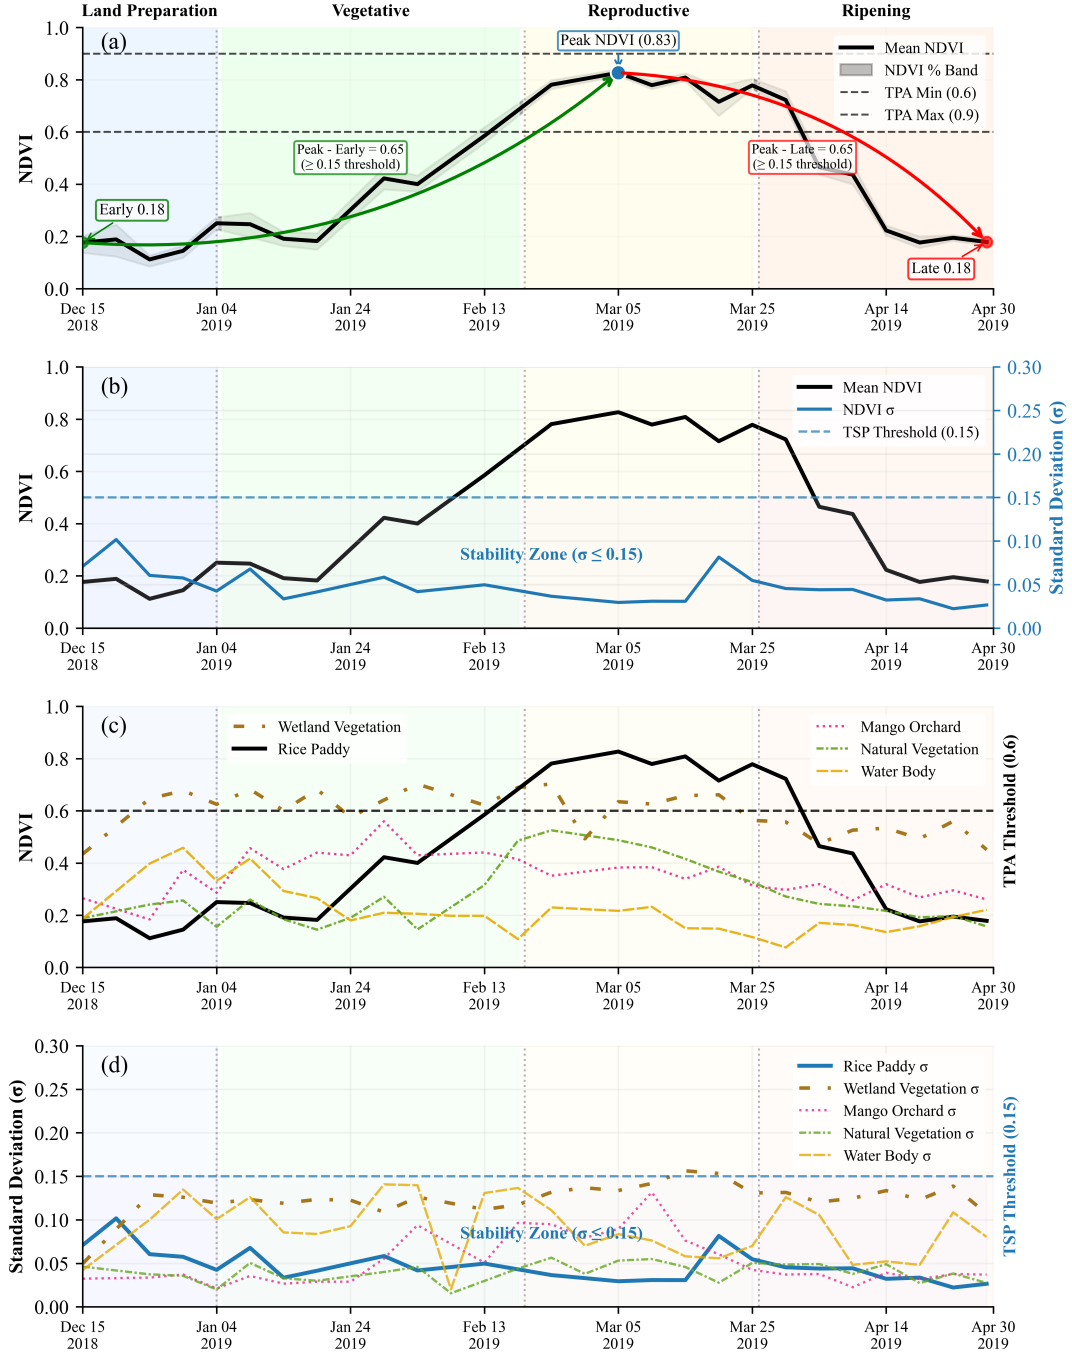 Land Preparation Vegetative Reproductive Ripening
(a)
1.0
0.8
0.6
0.4
0.2
0.0
NDVI
Peak NDVI (0.83)
Mean NDVI
NDVI % Band
TPA Min (0.6)
TPA Max (0.9)
Peak - Early = 0.65
(≥ 0.15 threshold)
Peak - Late = 0.65
(≥ 0.15 threshold)
Early 0.18
Late 0.18
Dec 15 Jan 04 Jan 24 Feb 13 Mar 05 Mar 25 Apr 14 Apr 30
2018 2019 2019 2019 2019 2019 2019 2019
(b)
1.0
0.8
0.6
0.4
0.2
0.0
NDVI
Mean NDVI
NDVI σ
TSP Threshold (0.15)
Stability Zone (σ ≤ 0.15)
0.30
0.25
0.20
0.15
0.10
0.05
0.00
Standard Deviation (σ)
Dec 15 Jan 04 Jan 24 Feb 13 Mar 05 Mar 25 Apr 14 Apr 30
2018 2019 2019 2019 2019 2019 2019 2019
(c)
1.0
0.8
0.6
0.4
0.2
0.0
NDVI
Wetland Vegetation
Rice Paddy
Mango Orchard
Natural Vegetation
Water Body
TPA Threshold (0.6)
Dec 15 Jan 04 Jan 24 Feb 13 Mar 05 Mar 25 Apr 14 Apr 30
2018 2019 2019 2019 2019 2019 2019 2019
(d)
0.30
0.25
0.20
0.15
0.10
0.05
0.00
Standard Deviation (σ)
Rice Paddy σ
Wetland Vegetation σ
Mango Orchard σ
Natural Vegetation σ
Water Body σ
Stability Zone (σ ≤ 0.15)
TSP Threshold (0.15)
Dec 15 Jan 04 Jan 24 Feb 13 Mar 05 Mar 25 Apr 14 Apr 30
2018 2019 2019 2019 2019 2019 2019 2019